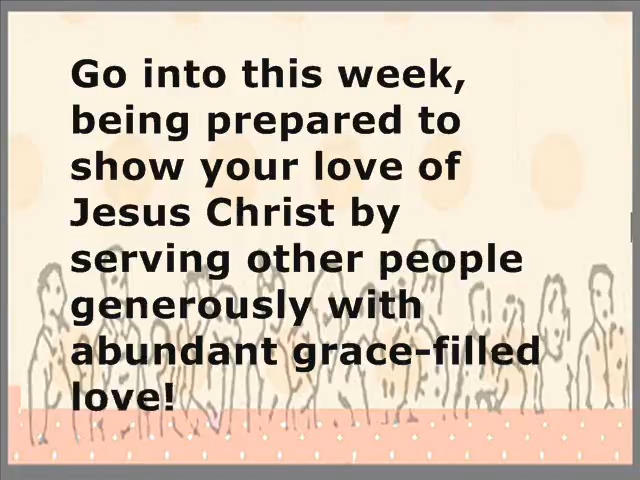 Go into this week,
being prepared to
show your love of
Jesus Christ by
serving other people
generously with
abundant grace-filled
love!